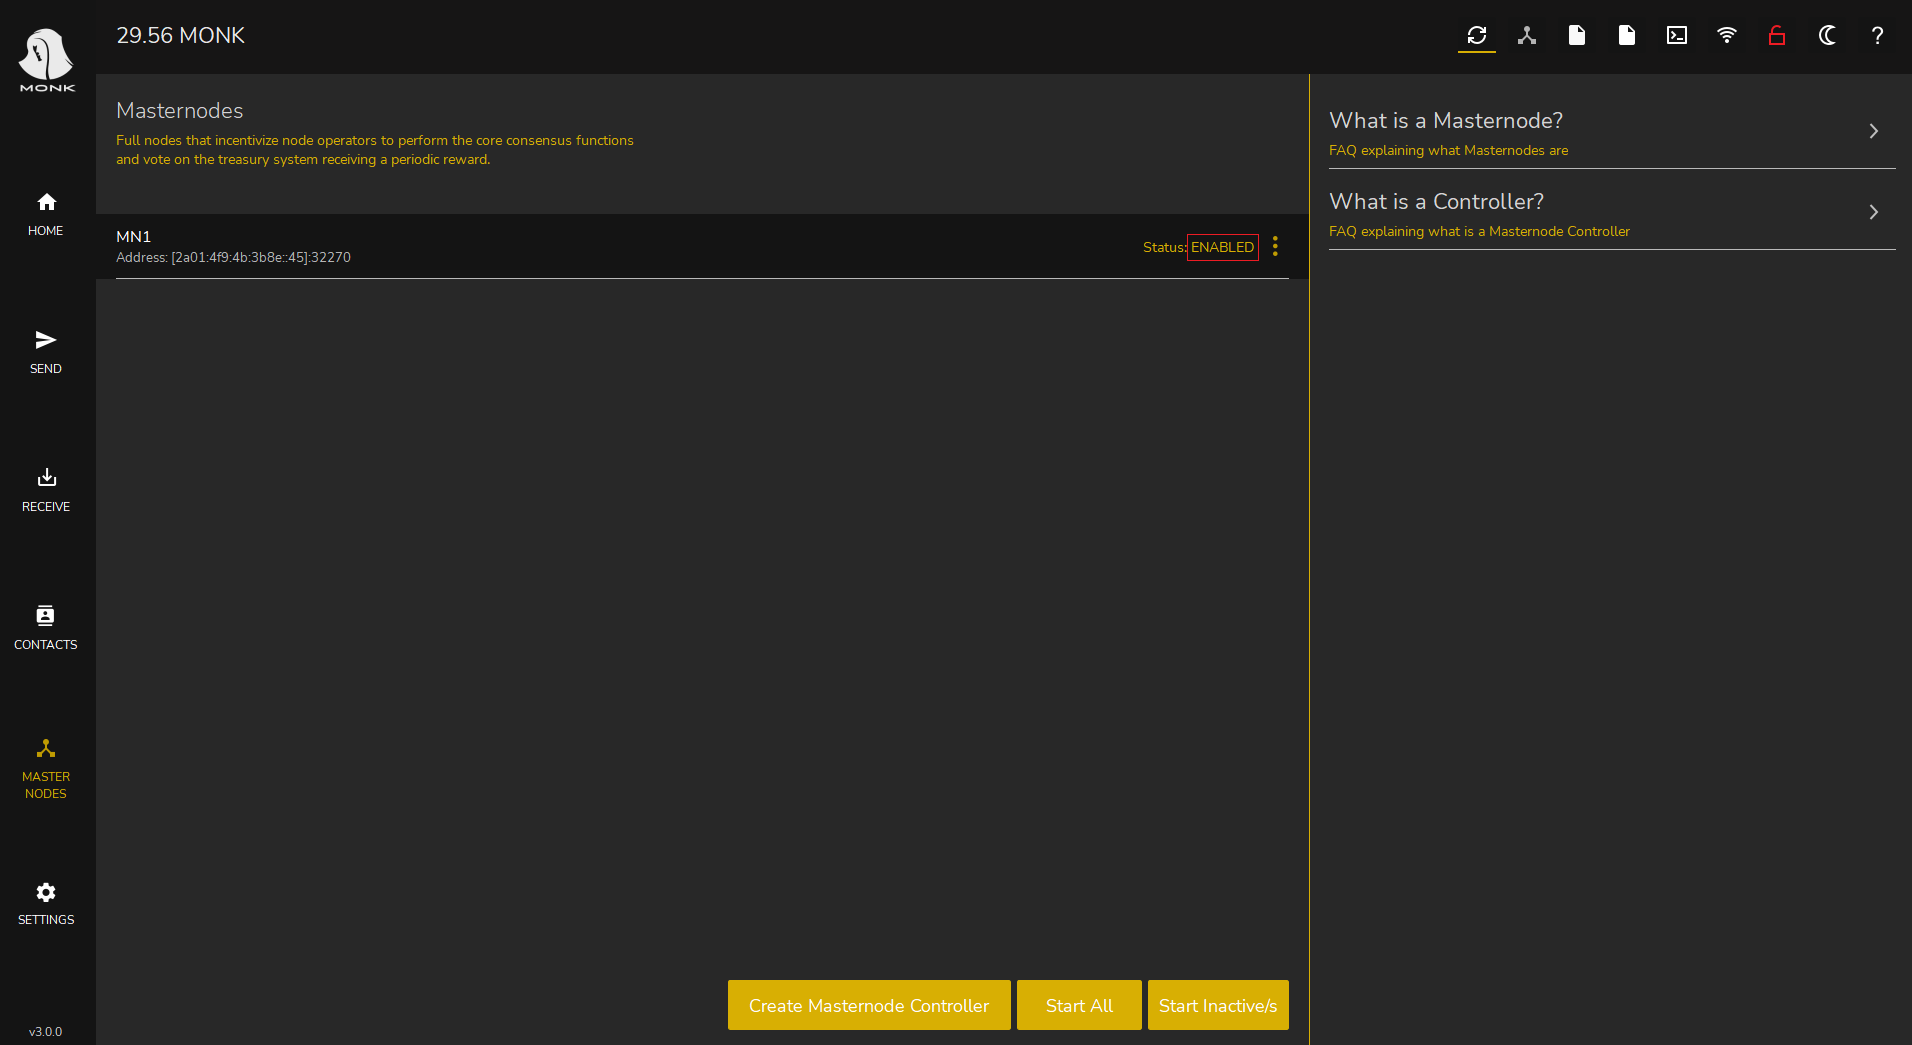 MONK
29.56 MONK
?
Masternodes
Full nodes that incentivize node operators to perform the core consensus functions
and vote on the treasury system receiving a periodic reward.
MN1
Address: [2a01:4f9:4b:3b8e::45]:32270
Status: ENABLED
HOME
SEND
RECEIVE
CONTACTS
MASTER
NODES
SETTINGS
v3.0.0
Create Masternode Controller
Start All
Start Inactive/s
What is a Masternode?
FAQ explaining what Masternodes are
What is a Controller?
FAQ explaining what is a Masternode Controller